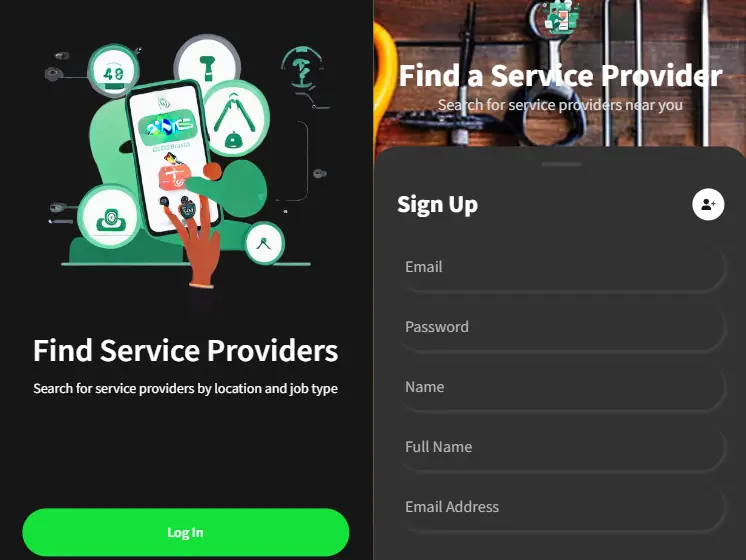 49
Find Service Providers
Search for service providers by location and job type
Log In
Find a Service Provider
Search for service providers near you
Sign Up
Email
Password
Name
Full Name
Email Address